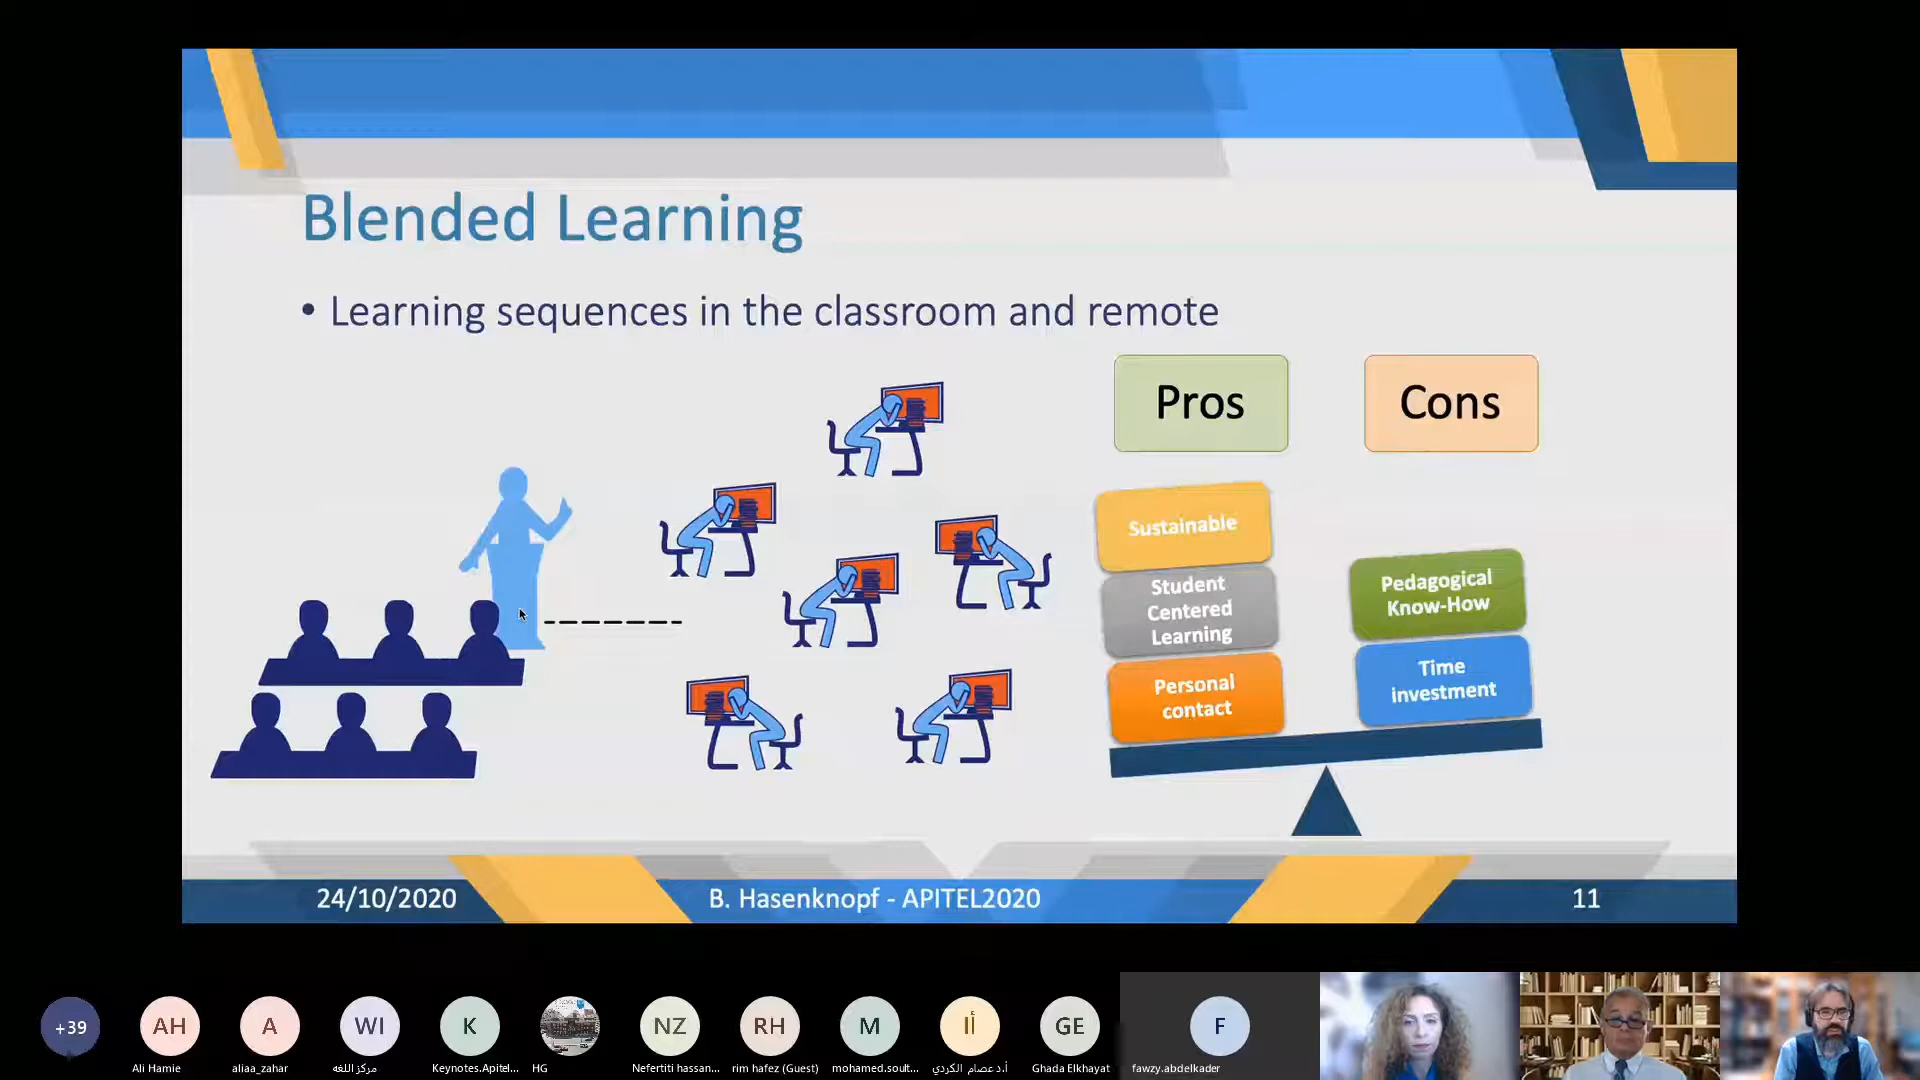 Blended Learning
• Learning sequences in the classroom and remote
Pros
Cons
Sustainable
Student
Centered
Learning
Personal
contact
Pedagogical
Know-How
Time
investment
24/10/2020
B. Hasenknopf - APITEL2020
11
+39
AH
A
WI
K
NZ
RH
M
أا
GE
F
Ali Hamie
aliaa_zahar
مركز اللغه
Keynotes.Apitel...
HG
Nefertiti hassan...
rim hafez (Guest)
mohamed.soult...
أ.د عصام الكردي
Ghada Elkhayat
fawzy.abdelkader